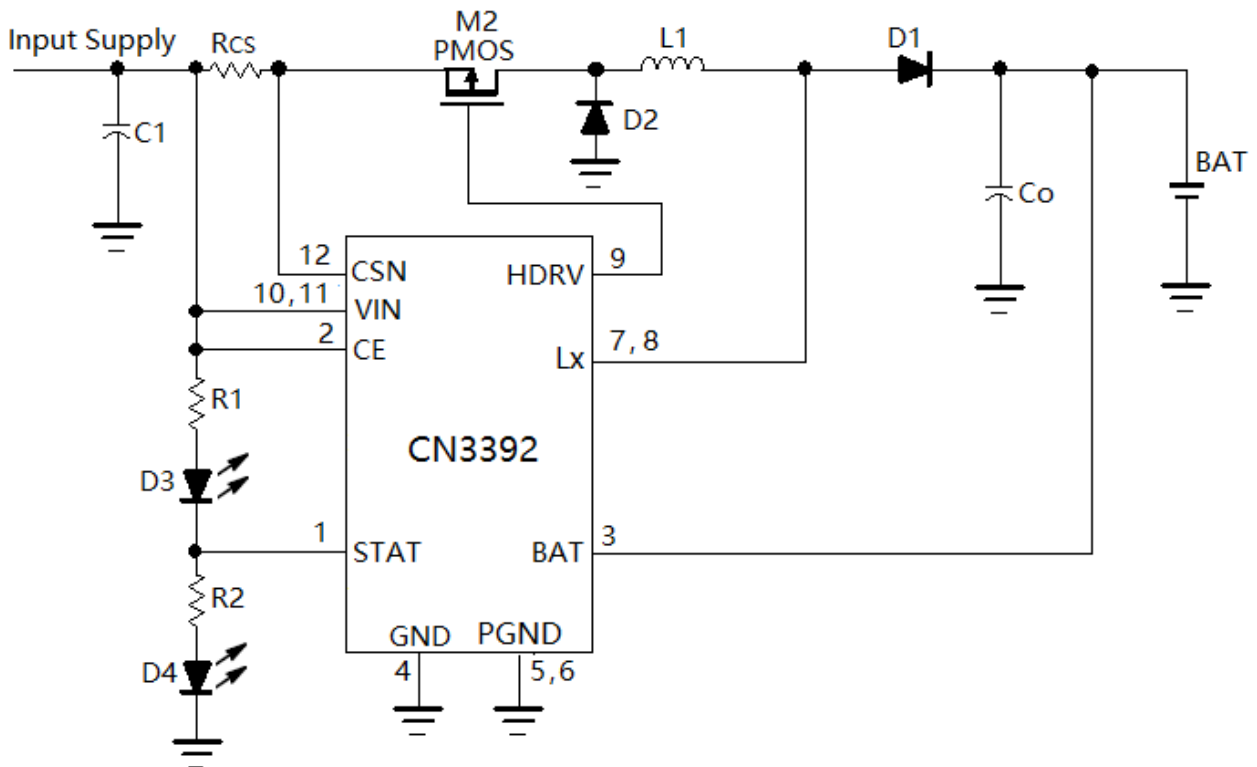 Input Supply
Rcs
M2
PMOS
L1
D1
C1
D2
Co
BAT
12
CSN
HDRV
9
10,11
VIN
2
CE
7,8
Lx
R1
CN3392
D3
1
STAT
BAT
3
R2
GND
PGND
D4
4
5,6